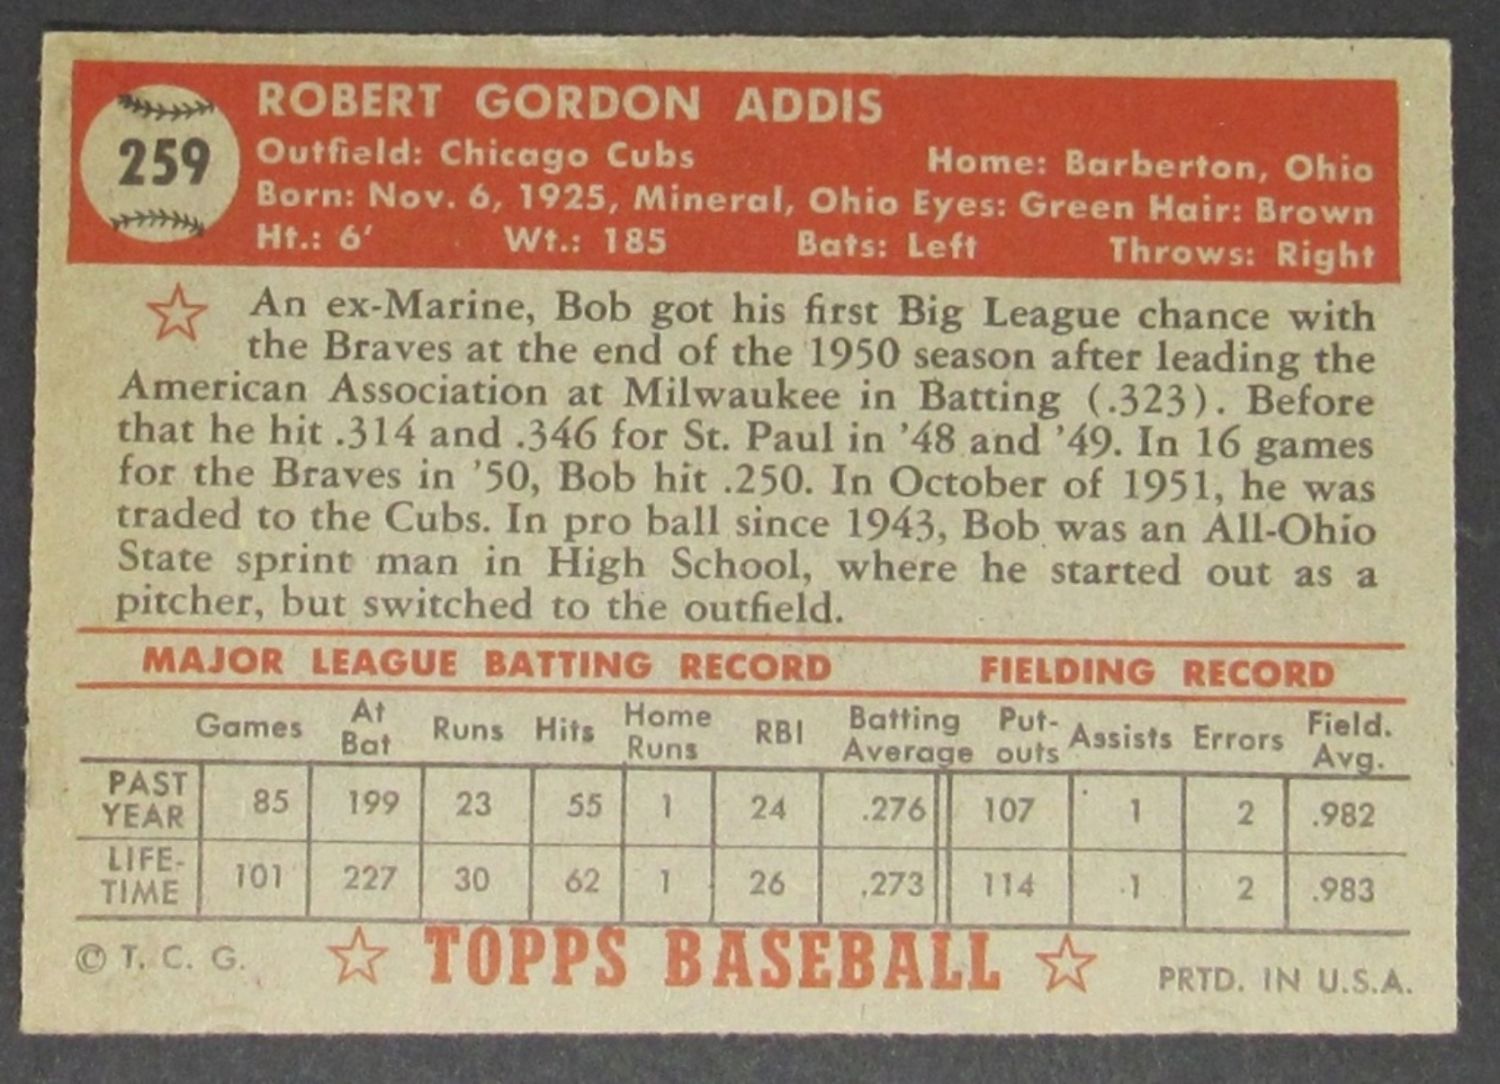 259
ROBERT GORDON ADDIS
Outfield: Chicago Cubs Home: Barberton, Ohio
Born: Nov. 6, 1925, Mineral, Ohio Eyes: Green Hair: Brown
Ht.: 6' Wt.: 185 Bats: Left Throws: Right
An ex-Marine, Bob got his first Big League chance with
the Braves at the end of the 1950 season after leading the
American Association at Milwaukee in Batting (.323). Before
that he hit .314 and .346 for St. Paul in '48 and '49. In 16 games
for the Braves in '50, Bob hit .250. In October of 1951, he was
traded to the Cubs. In pro ball since 1943, Bob was an All-Ohio
State sprint man in High School, where he started out as a
pitcher, but switched to the outfield.
MAJOR LEAGUE BATTING RECORD FIELDING RECORD
Games At Bat Runs Hits Home Runs RBI Batting Average Put-outs Assists Errors Field. Avg.
PAST YEAR 85 199 23 55 1 24 .276 107 1 2 .982
LIFE-TIME 101 227 30 62 1 26 .273 114 1 2 .983
© T. C. G. TOPPS BASEBALL PRTD. IN U.S.A.